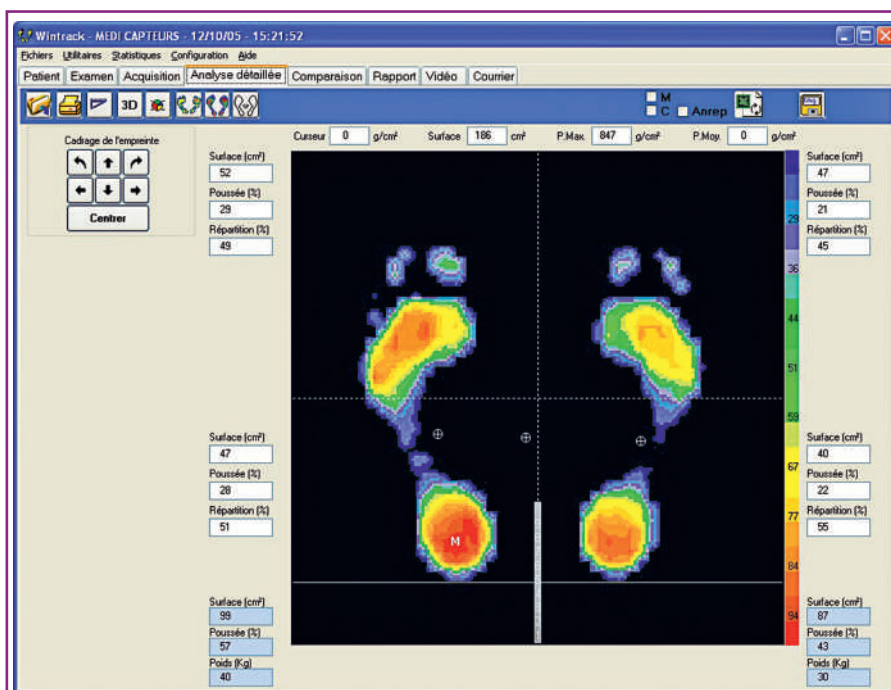 Wintrack - MEDI CAPTEURS - 12/10/05 - 15:21:52
Fichiers Utilitaires Statistiques Configuration Aide
Patient Examen Acquisition Analyse détaillée Comparaison Rapport Vidéo Courrier
3D M C Anrep
Cadrage de l'empreinte
Centrer
Curseur 0 g/cm² Surface 186 cm² P.Max. 847 g/cm² P.Moy. 0 g/cm²
Surface (cm²)
52
Poussée (%)
29
Répartition (%)
49
Surface (cm²)
47
Poussée (%)
28
Répartition (%)
51
Surface (cm²)
99
Poussée (%)
57
Poids (Kg)
40
M
29
36
44
51
59
67
77
84
94
Surface (cm²)
47
Poussée (%)
21
Répartition (%)
45
Surface (cm²)
40
Poussée (%)
22
Répartition (%)
55
Surface (cm²)
87
Poussée (%)
43
Poids (Kg)
30